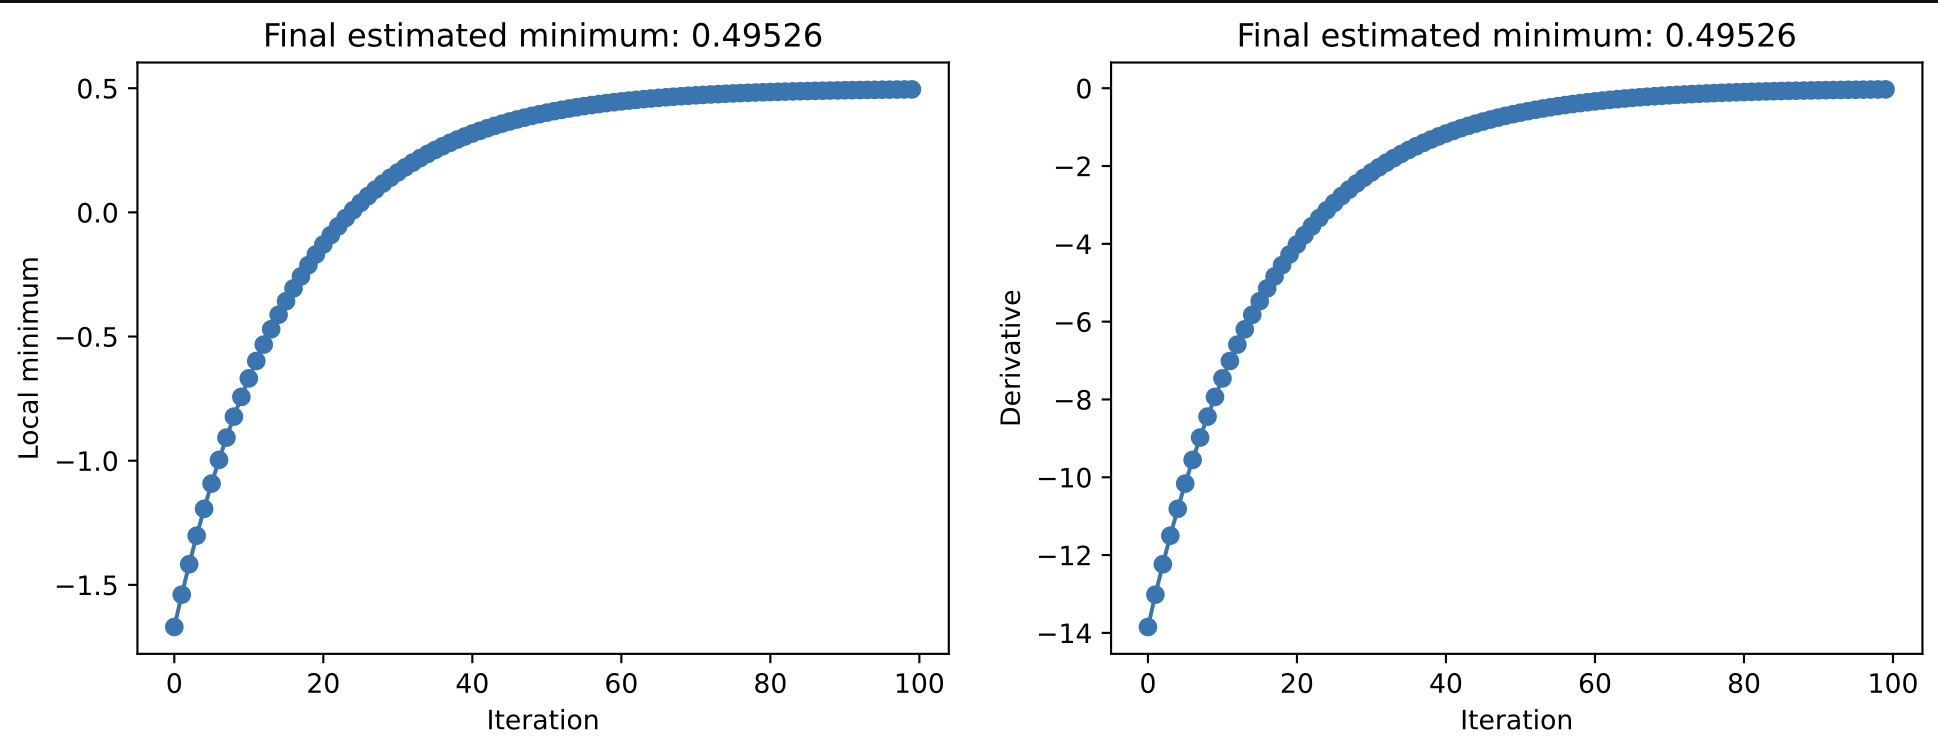 Final estimated minimum: 0.49526
Local minimum
0.5
0.0
−0.5
−1.0
−1.5
0 20 40 60 80 100
Iteration
Final estimated minimum: 0.49526
Derivative
0
−2
−4
−6
−8
−10
−12
−14
0 20 40 60 80 100
Iteration